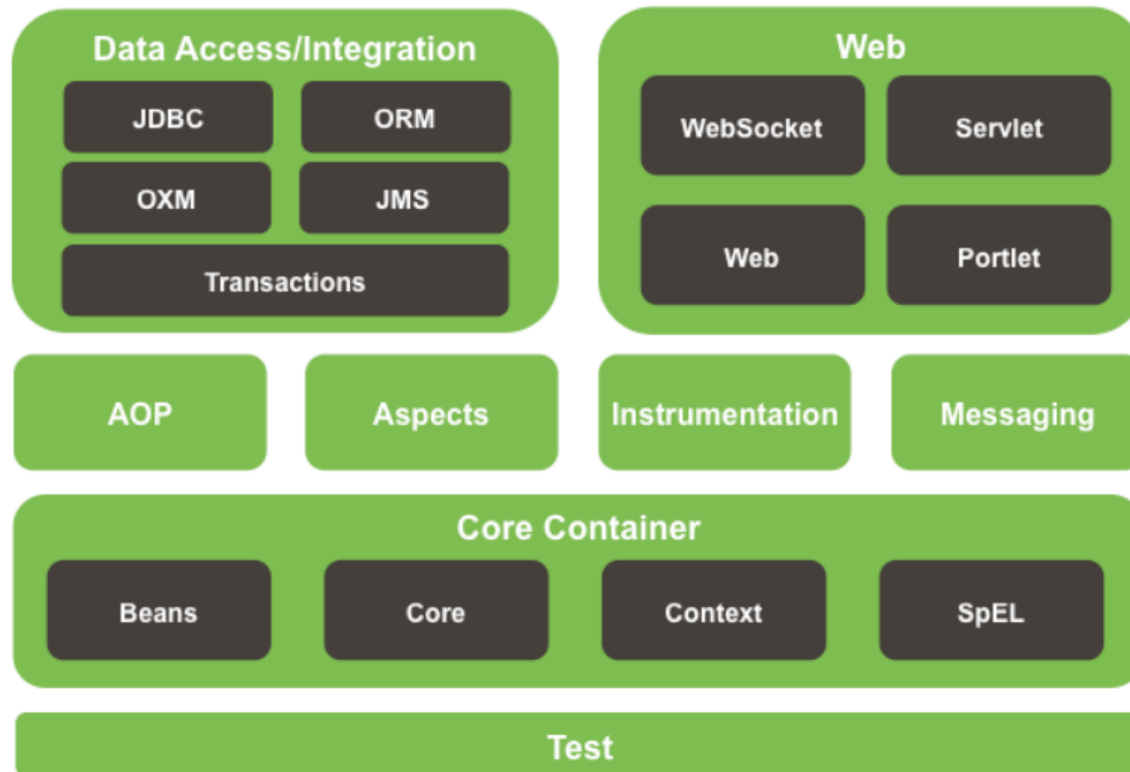 Data Access/Integration
JDBC
ORM
OXM
JMS
Transactions
Web
WebSocket
Servlet
Web
Portlet
AOP
Aspects
Instrumentation
Messaging
Core Container
Beans
Core
Context
SpEL
Test